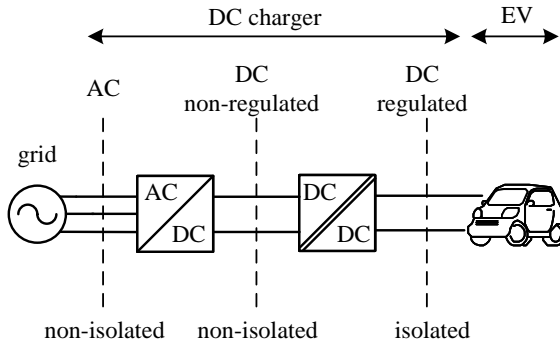 DC charger
EV
AC
DC
non-regulated
DC
regulated
grid
AC
DC
DC
DC
non-isolated
non-isolated
isolated